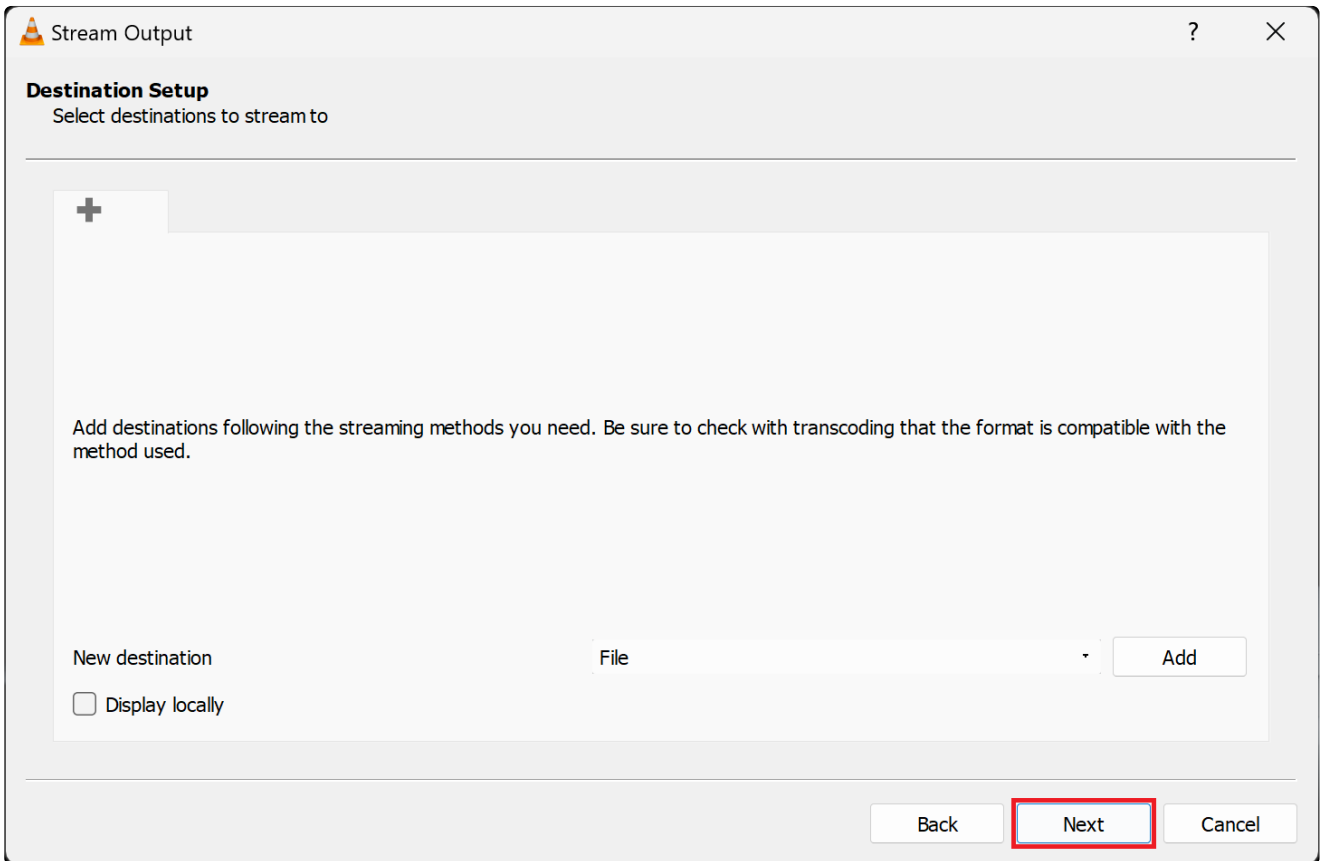 Stream Output
?
Destination Setup
Select destinations to stream to
Add destinations following the streaming methods you need. Be sure to check with transcoding that the format is compatible with the
method used.
New destination
File
Add
Display locally
Back
Next
Cancel